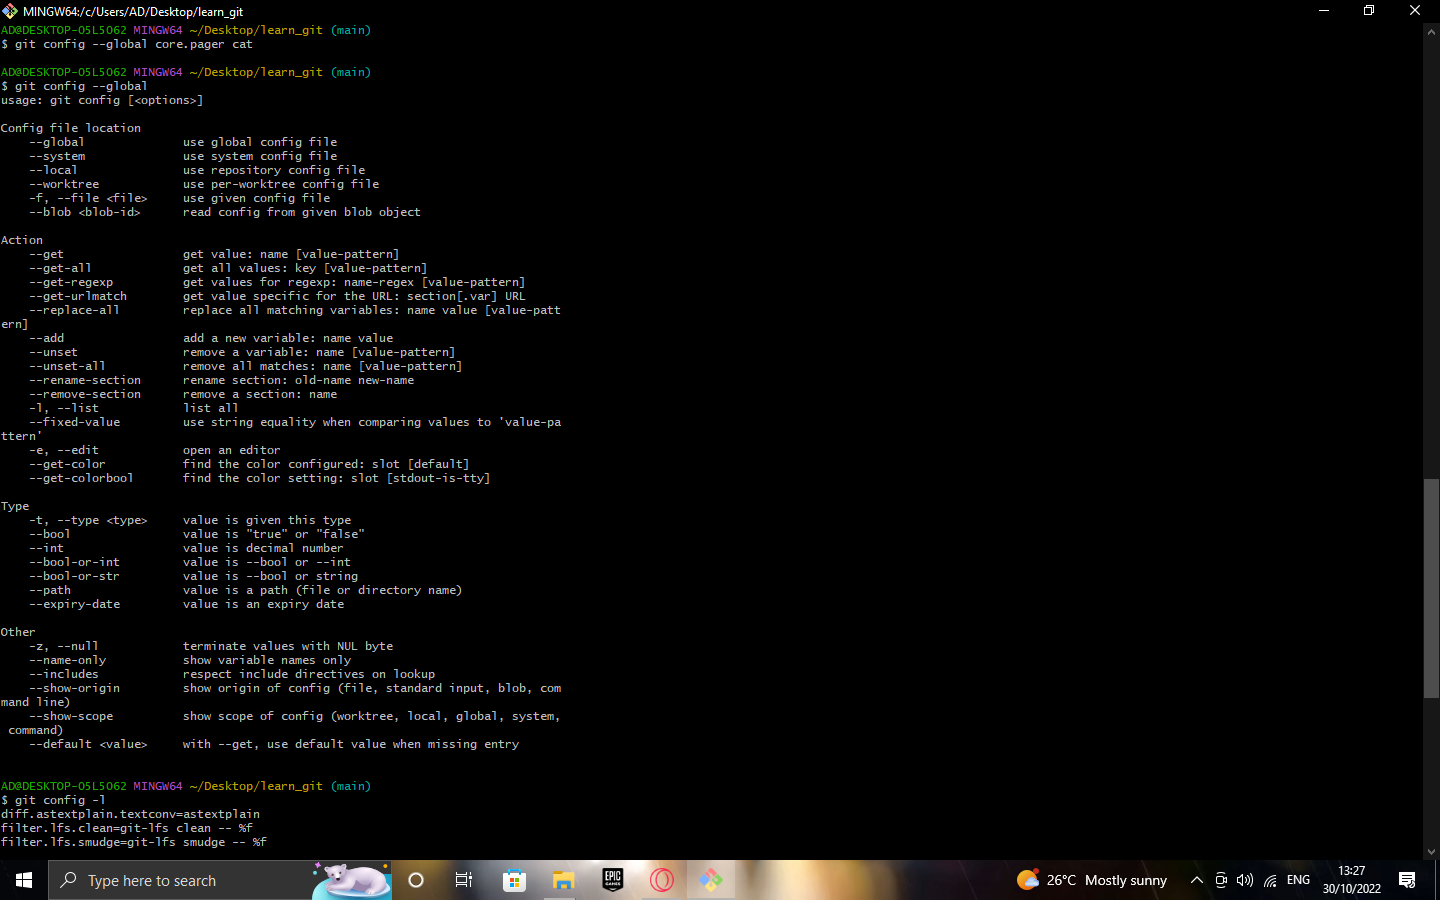 MINGW64:/c/Users/AD/Desktop/learn_git
AD@DESKTOP-O5L5O62 MINGW64 ~/Desktop/learn_git (main)
$ git config --global core.pager cat
AD@DESKTOP-O5L5O62 MINGW64 ~/Desktop/learn_git (main)
$ git config --global
usage: git config [<options>]
Config file location
--global use global config file
--system use system config file
--local use repository config file
--worktree use per-worktree config file
-f, --file <file> use given config file
--blob <blob-id> read config from given blob object
Action
--get get value: name [value-pattern]
--get-all get all values: key [value-pattern]
--get-regexp get values for regexp: name-regex [value-pattern]
--get-urlmatch get value specific for the URL: section[.var] URL
--replace-all replace all matching variables: name value [value-patt
ern]
--add add a new variable: name value
--unset remove a variable: name [value-pattern]
--unset-all remove all matches: name [value-pattern]
--rename-section rename section: old-name new-name
--remove-section remove a section: name
-l, --list list all
--fixed-value use string equality when comparing values to 'value-pa
ttern'
-e, --edit open an editor
--get-color find the color configured: slot [default]
--get-colorbool find the color setting: slot [stdout-is-tty]
Type
-t, --type <type> value is given this type
--bool value is "true" or "false"
--int value is decimal number
--bool-or-int value is --bool or --int
--bool-or-str value is --bool or string
--path value is a path (file or directory name)
--expiry-date value is an expiry date
Other
-z, --null terminate values with NUL byte
--name-only show variable names only
--includes respect include directives on lookup
--show-origin show origin of config (file, standard input, blob, com
mand line)
--show-scope show scope of config (worktree, local, global, system,
command)
--default <value> with --get, use default value when missing entry
AD@DESKTOP-O5L5O62 MINGW64 ~/Desktop/learn_git (main)
$ git config -l
diff.astextplain.textconv=astextplain
filter.lfs.clean=git-lfs clean -- %f
filter.lfs.smudge=git-lfs smudge -- %f
Type here to search
EPIC
GAMES
26°C Mostly sunny
ENG
13:27
30/10/2022